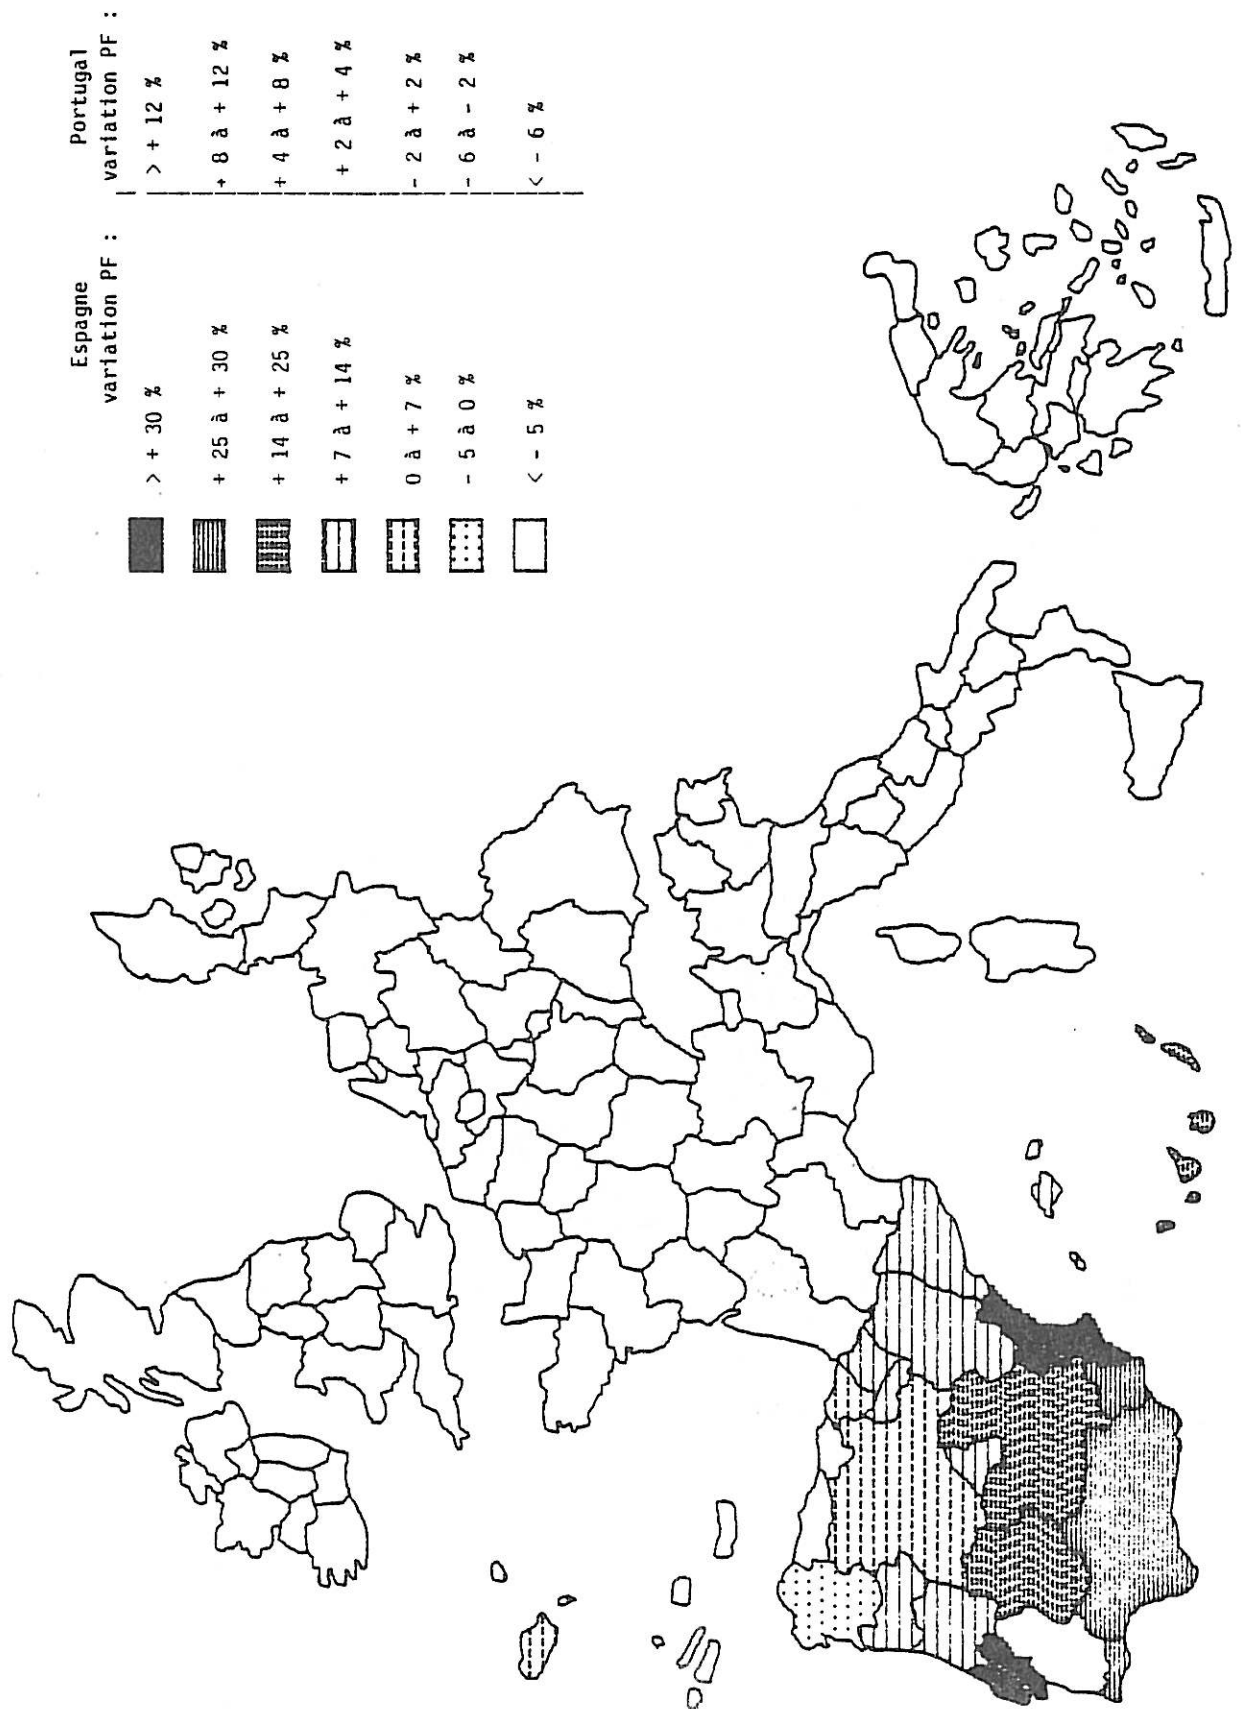 Espagne
variation PF :
> + 30 %
+ 25 à + 30 %
+ 14 à + 25 %
+ 7 à + 14 %
0 à + 7 %
- 5 à 0 %
< - 5 %
Portugal
variation PF :
> + 12 %
+ 8 à + 12 %
+ 4 à + 8 %
+ 2 à + 4 %
- 2 à + 2 %
- 6 à - 2 %
< - 6 %